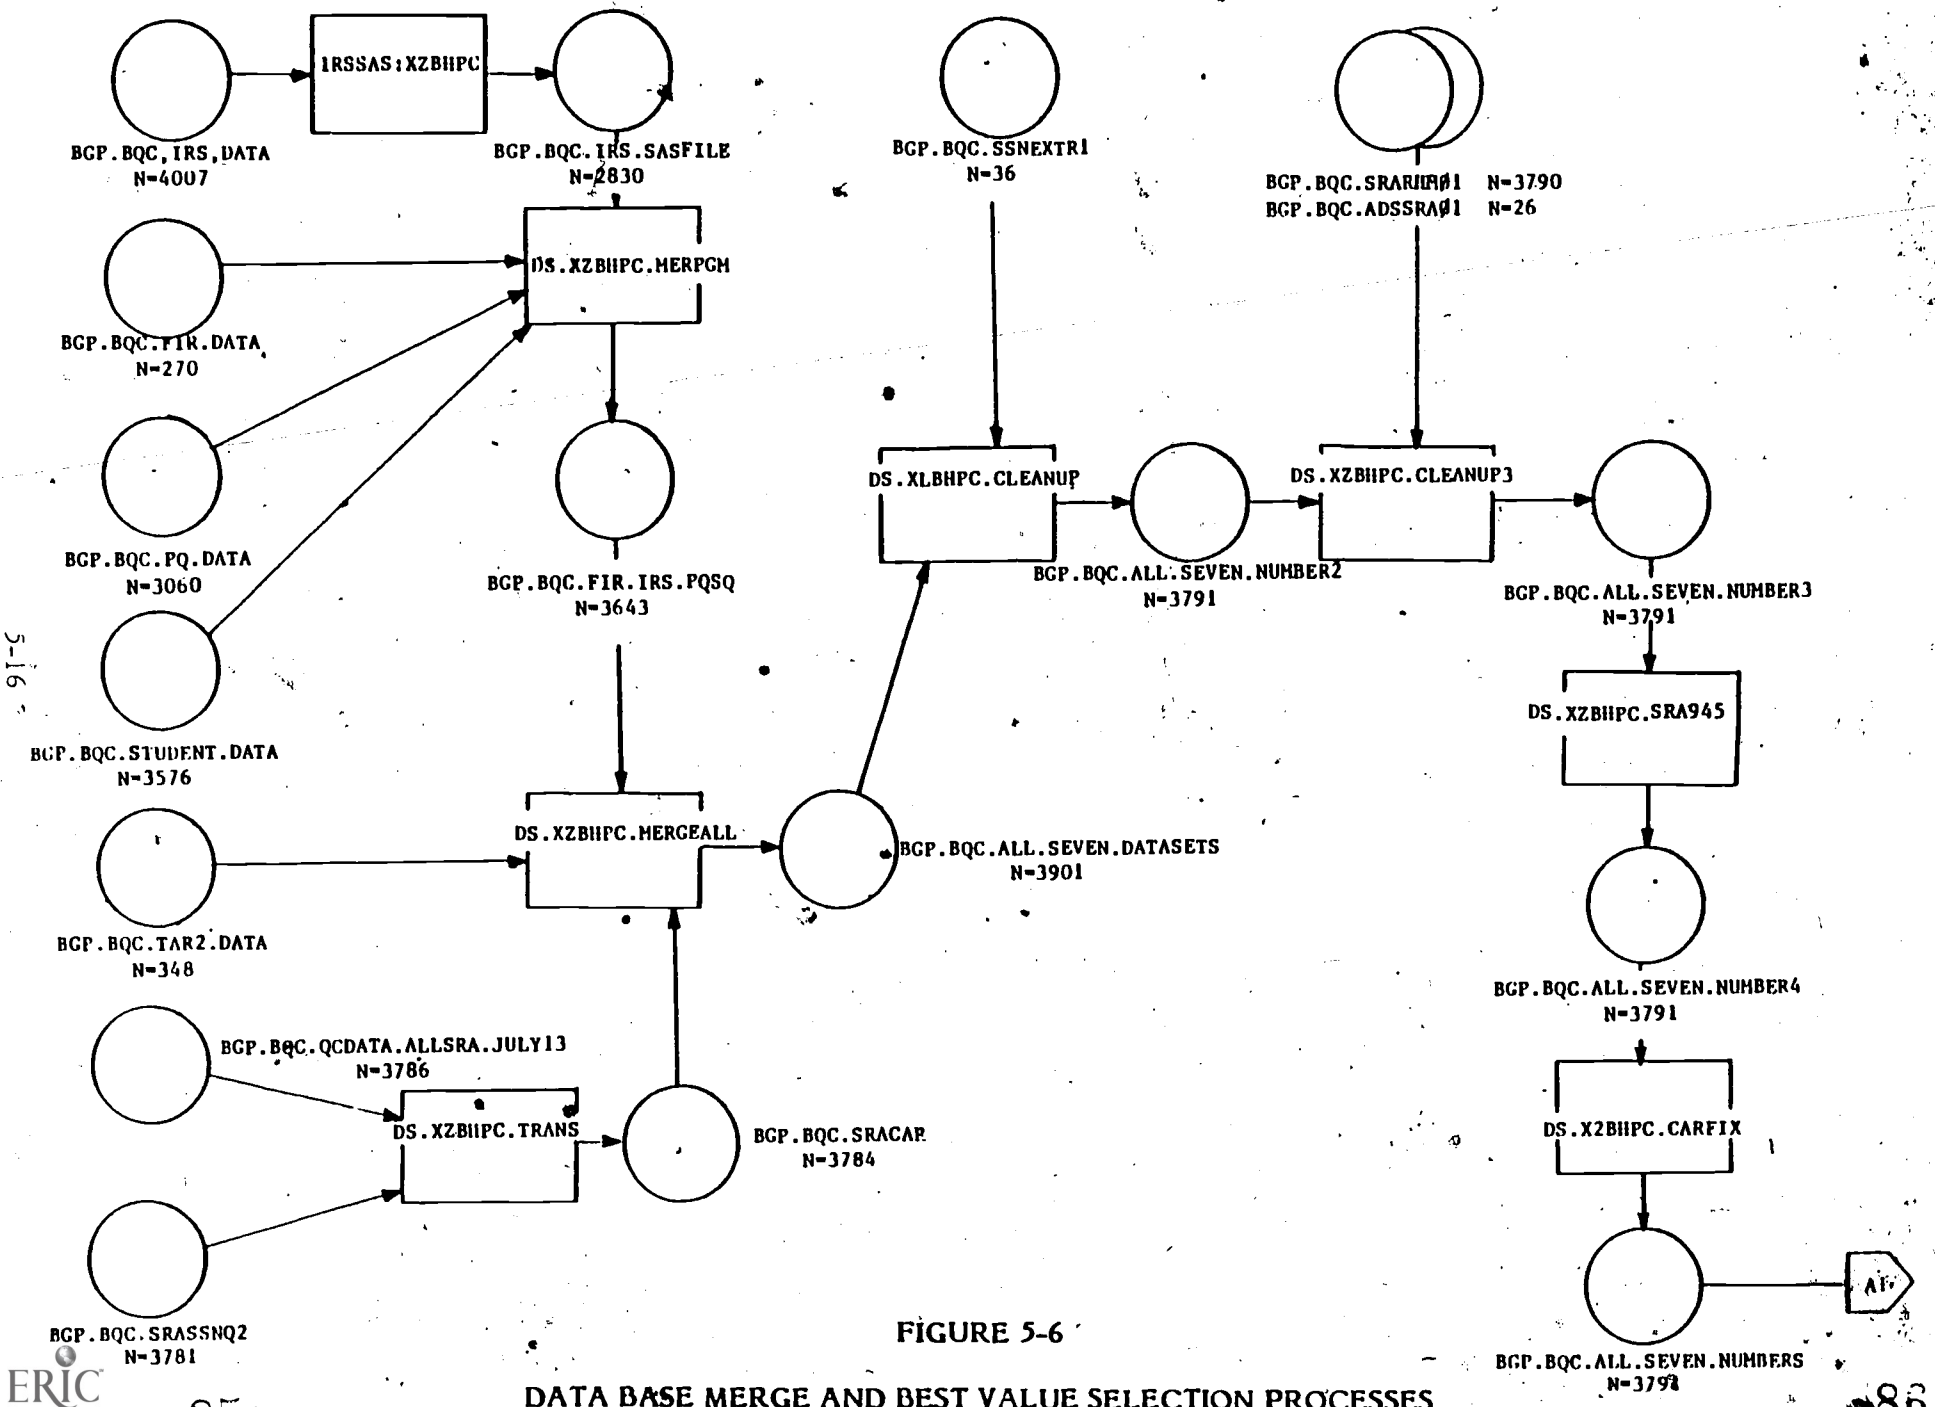 IRSSAS:XZBHPC
BGP.BQC,IRS,DATA
N=4007
BGP.BQC.IRS.SASFILE
N=2830
BGP.BQC.SSNEXTR1
N=36
N=3790
BGP.BQC.ADSSRAØ1 N=26
DS.XZBHPC.MERPGM
BGP.BQC.FIR.DATA
N=270
DS.XLBHPC.CLEANUP
DS.XZBHPC.CLEANUP3
BGP.BQC.PQ.DATA
N=3060
BGP.BQC.FIR.IRS.PQSQ
N=3643
BGP.BQC.ALL.SEVEN.NUMBER2
N=3791
BGP.BQC.ALL.SEVEN.NUMBER3
N=3791
5-16
DS.XZBHPC.SRA945
BGP.BQC.STUDENT.DATA
N=3576
DS.XZBHPC.MERGEALL
BGP.BQC.ALL.SEVEN.DATASETS
N=3901
BGP.BQC.TAR2.DATA
N=348
BGP.BQC.ALL.SEVEN.NUMBER4
N=3791
BGP.BQC.QCDATA.ALLSRA.JULY13
N=3786
DS.XZBHPC.TRANS
BGP.BQC.SRACAR
N=3784
DS.X2BHPC.CARFIX
BGP.BQC.SRASSNQ2
N=3781
FIGURE 5-6
BGP.BQC.ALL.SEVEN.NUMBERS
ERIC
DATA BASE MERGE AND BEST VALUE SELECTION PROCESSES